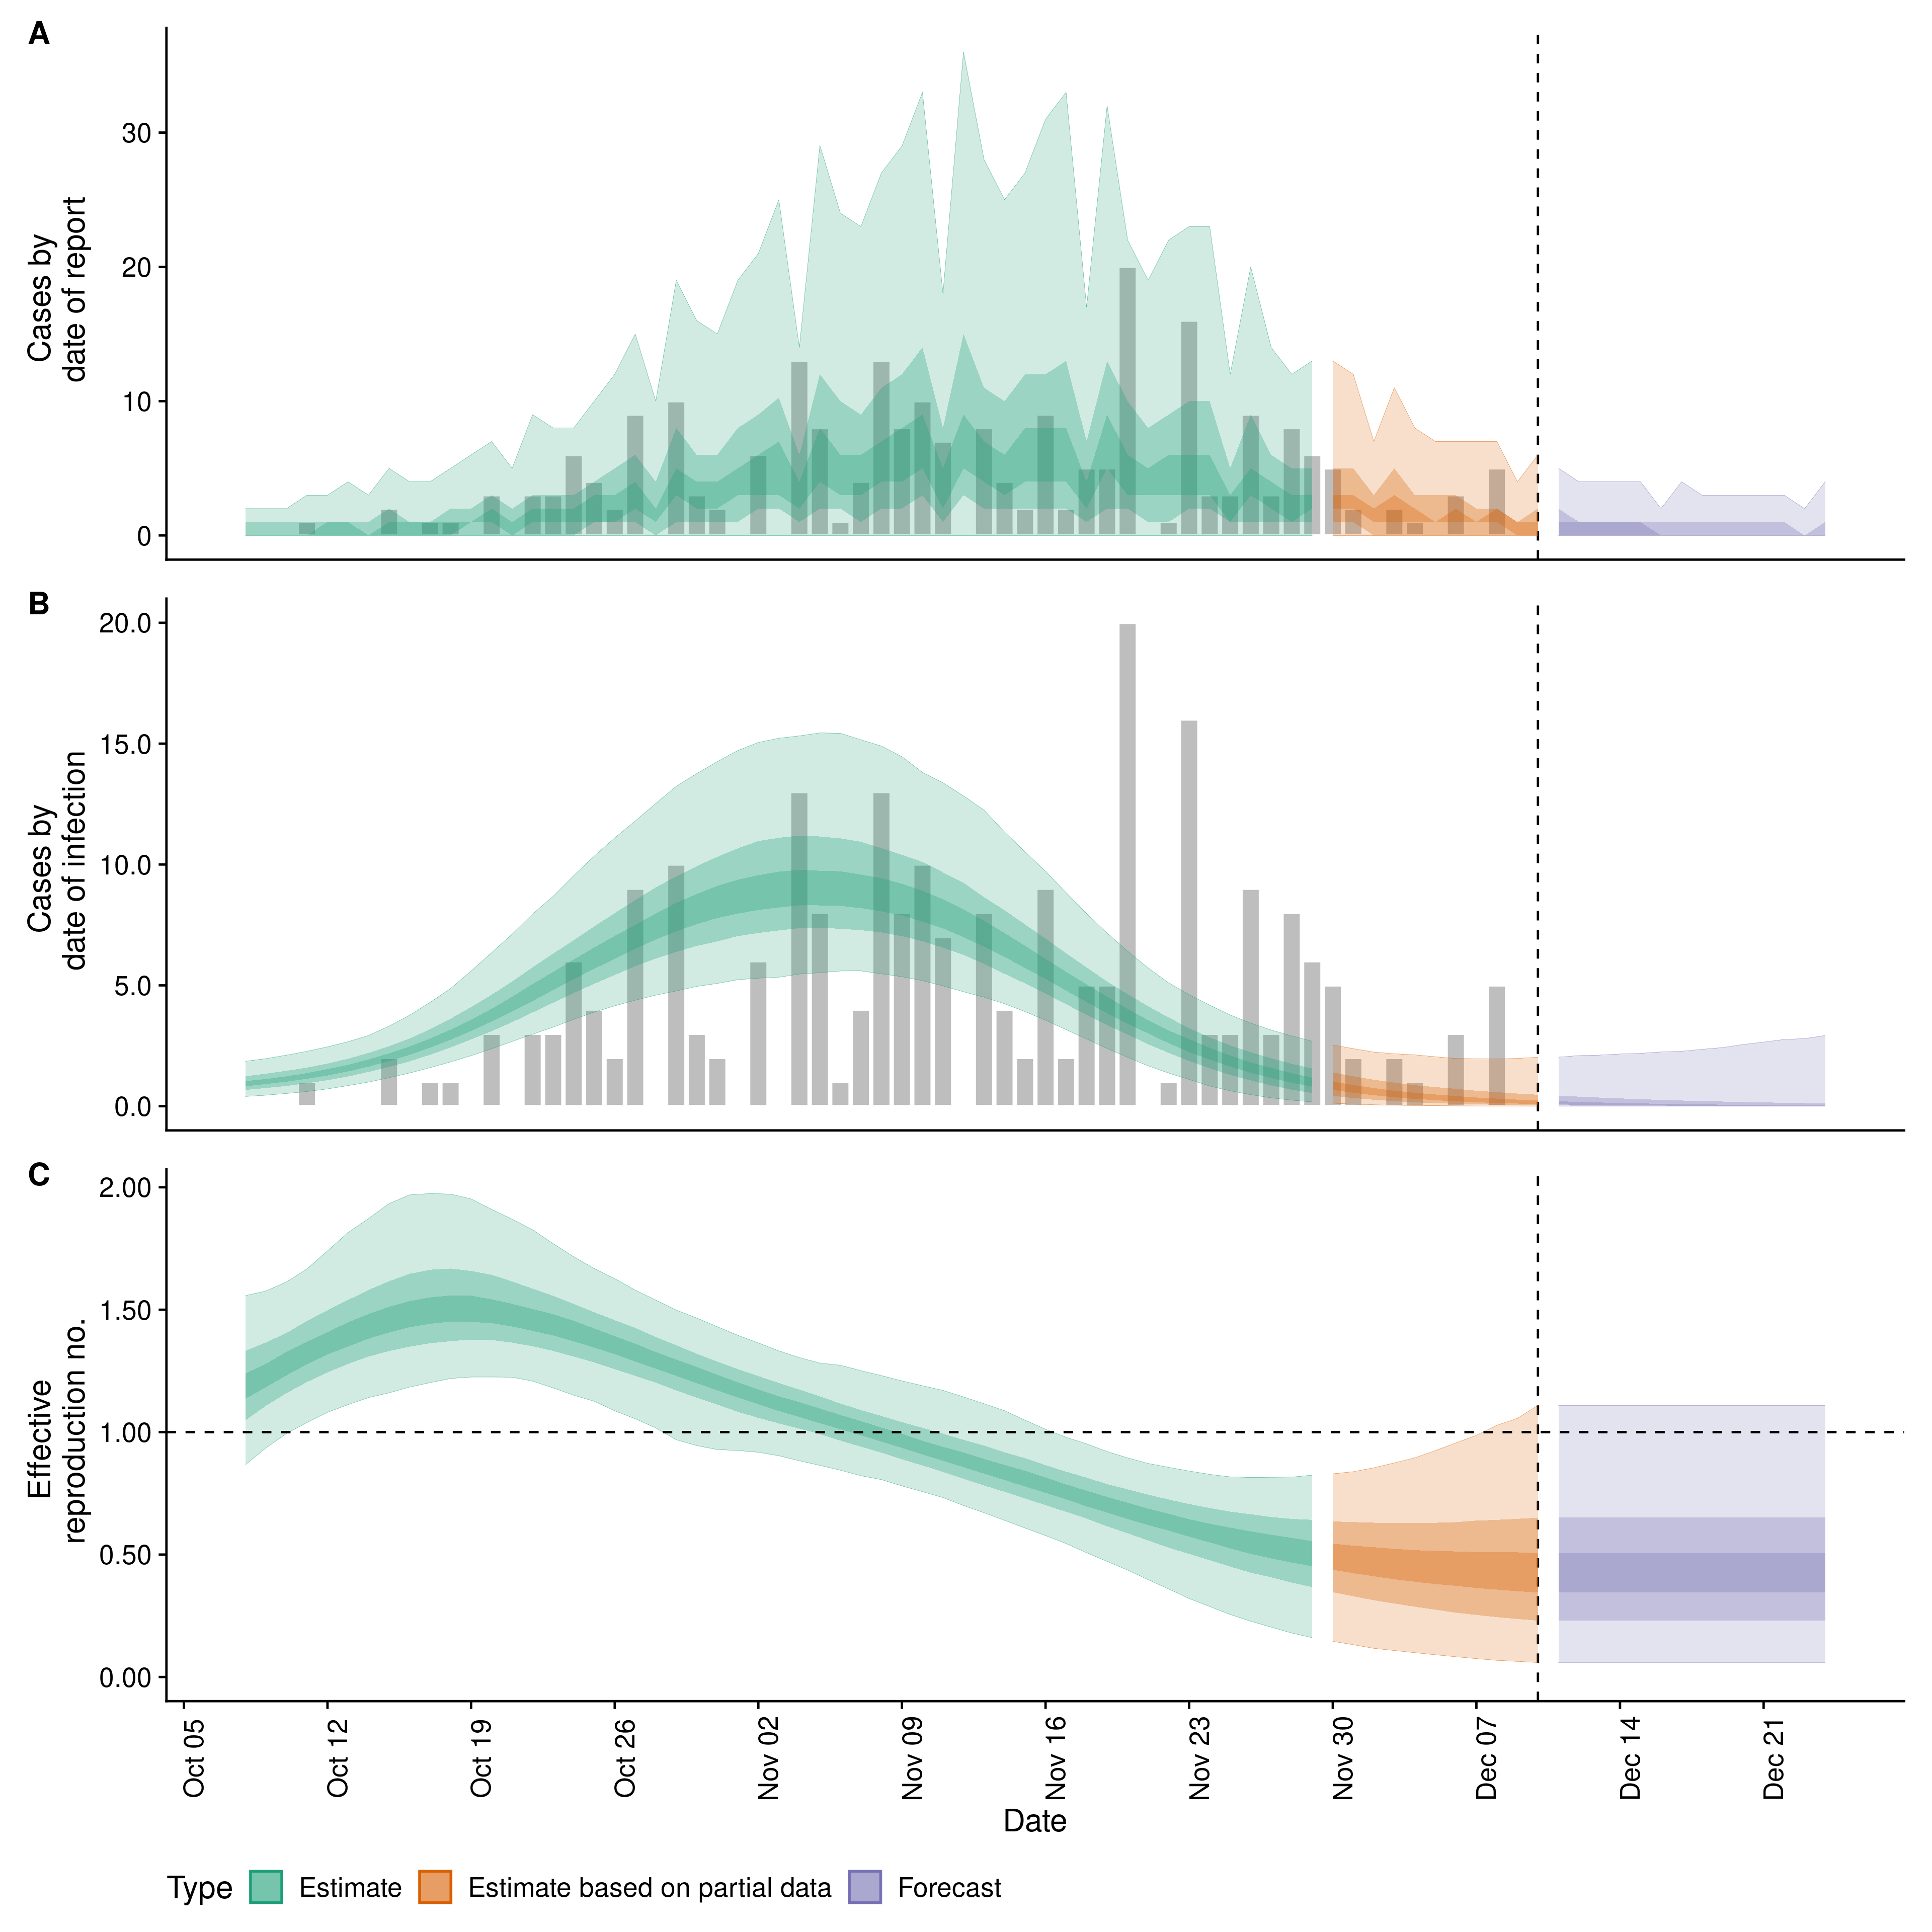 A
30
20
10
0
Cases by
date of report
B
20.0
15.0
10.0
5.0
0.0
Cases by
date of infection
C
2.00
1.50
1.00
0.50
0.00
Effective
reproduction no.
Oct 05
Oct 12
Oct 19
Oct 26
Nov 02
Nov 09
Nov 16
Nov 23
Nov 30
Dec 07
Dec 14
Dec 21
Date
Type Estimate Estimate based on partial data Forecast